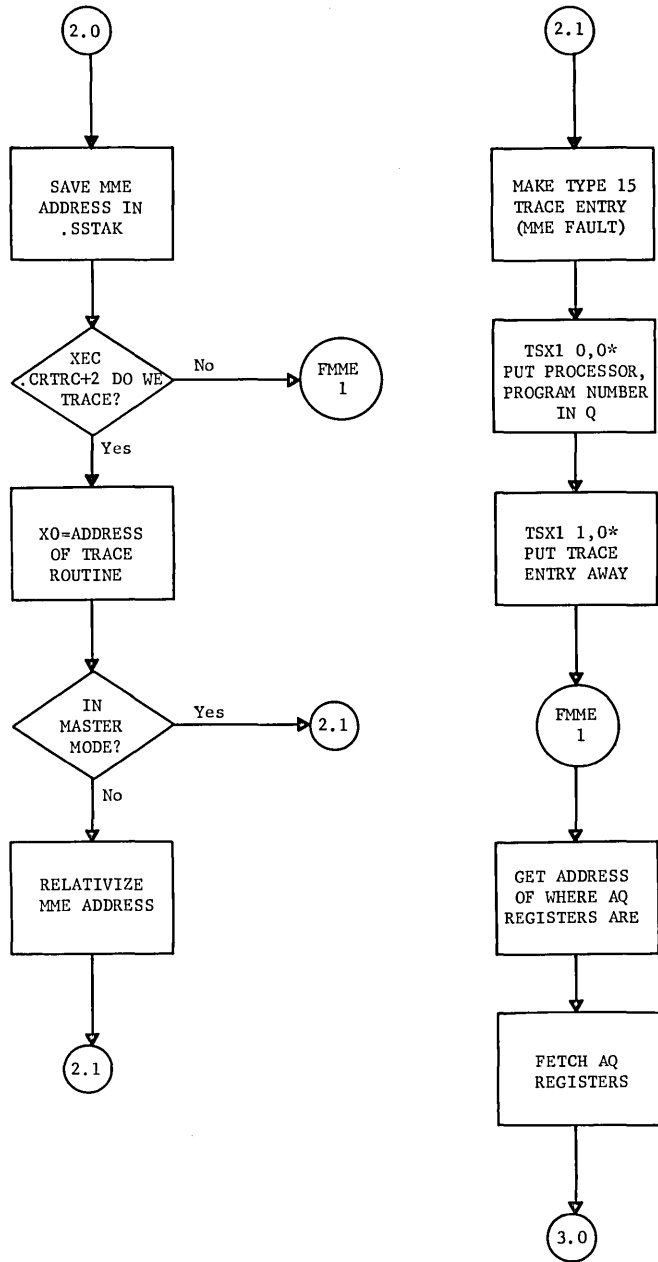 2.0
SAVE MME
ADDRESS IN
.SSTAK
XEC
.CRTRC+2 DO WE
TRACE?
No
FMME
1
Yes
X0=ADDRESS
OF TRACE
ROUTINE
IN
MASTER
MODE?
Yes
2.1
No
RELATIVIZE
MME ADDRESS
2.1
2.1
MAKE TYPE 15
TRACE ENTRY
(MME FAULT)
TSX1 0,0*
PUT PROCESSOR,
PROGRAM NUMBER
IN Q
TSX1 1,0*
PUT TRACE
ENTRY AWAY
FMME
1
GET ADDRESS
OF WHERE AQ
REGISTERS ARE
FETCH AQ
REGISTERS
3.0